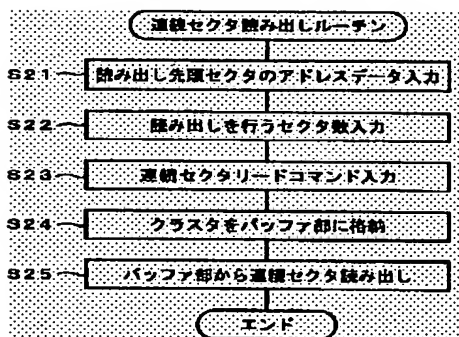 連続セクタ読み出しルーチン
S21
読み出し先頭セクタのアドレスデータ入力
S22
読み出しを行うセクタ数入力
S23
連続セクタリードコマンド入力
S24
クラスタをバッファ部に格納
S25
バッファ部から連続セクタ読み出し
エンド